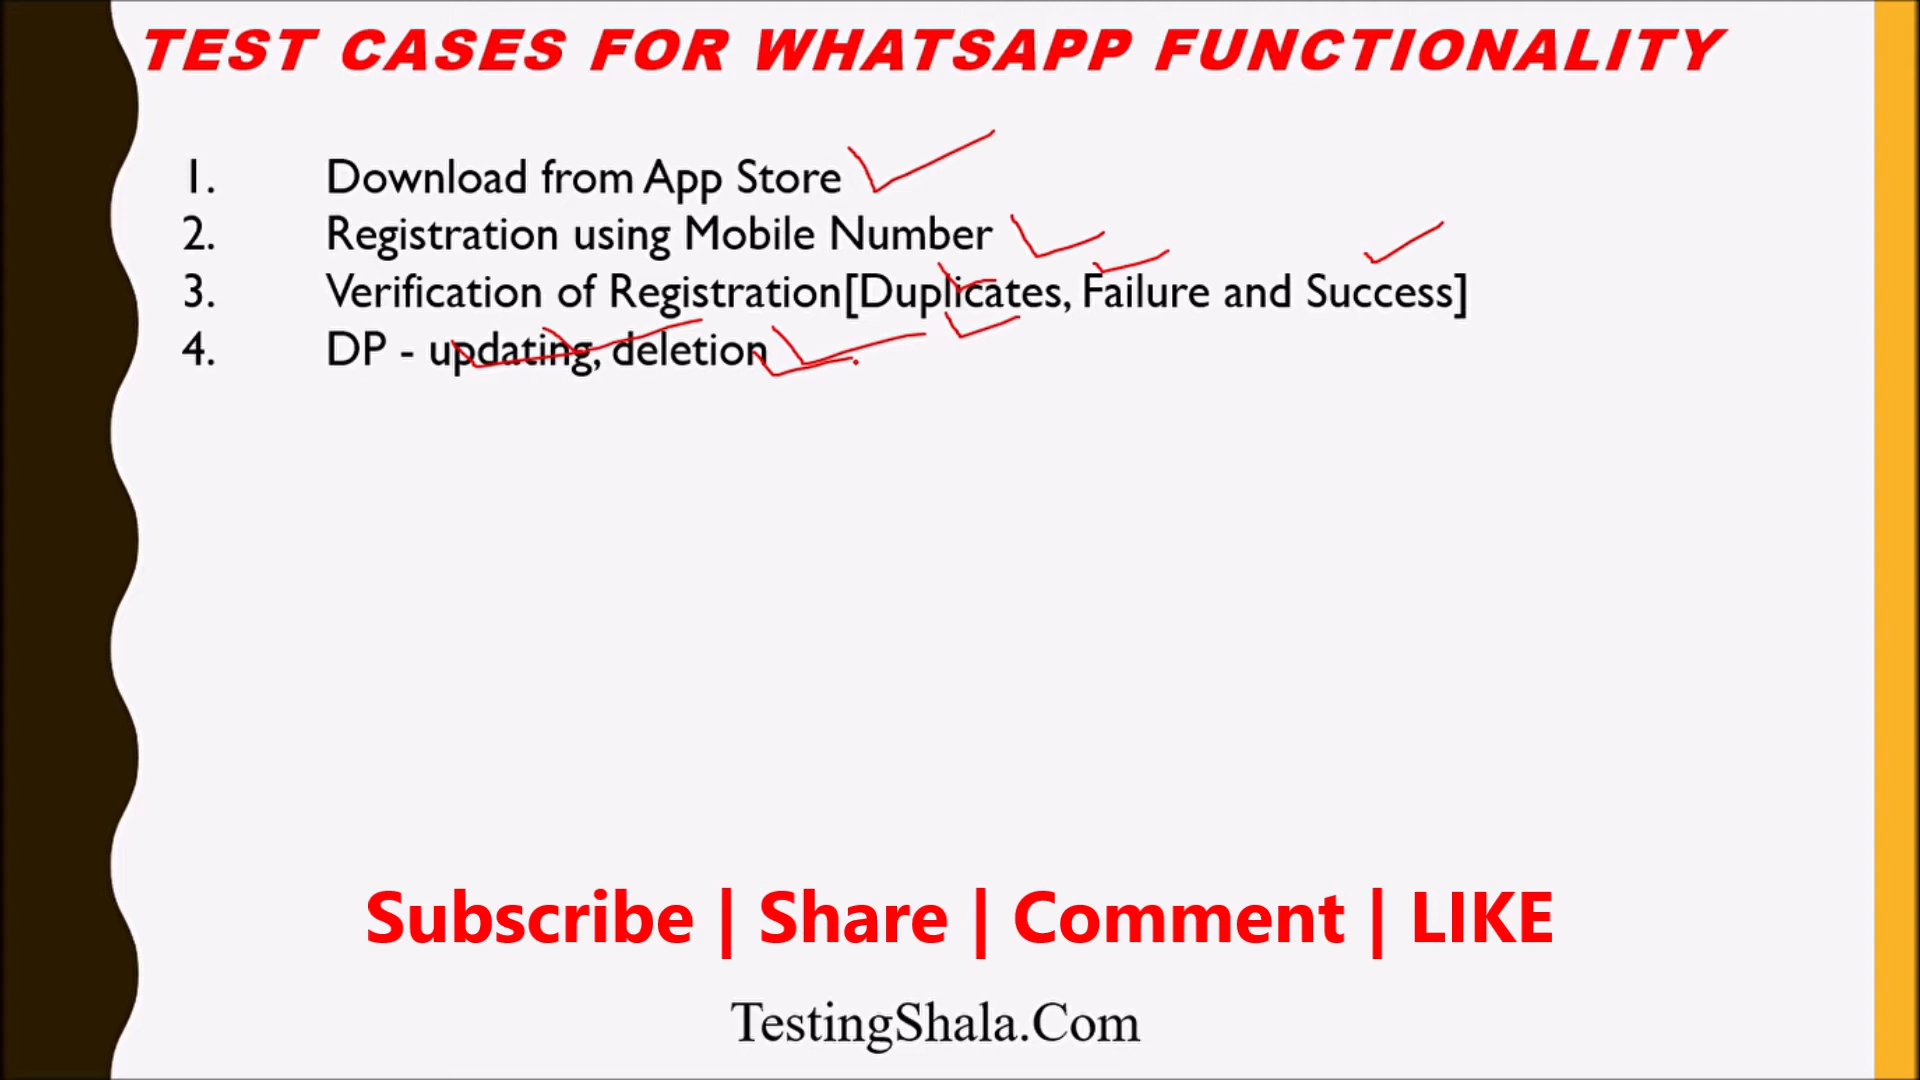 TEST CASES FOR WHATSAPP FUNCTIONALITY
1. Download from App Store
2. Registration using Mobile Number
3. Verification of Registration[Duplicates, Failure and Success]
4. DP - updating, deletion
Subscribe | Share | Comment | LIKE
TestingShala.Com